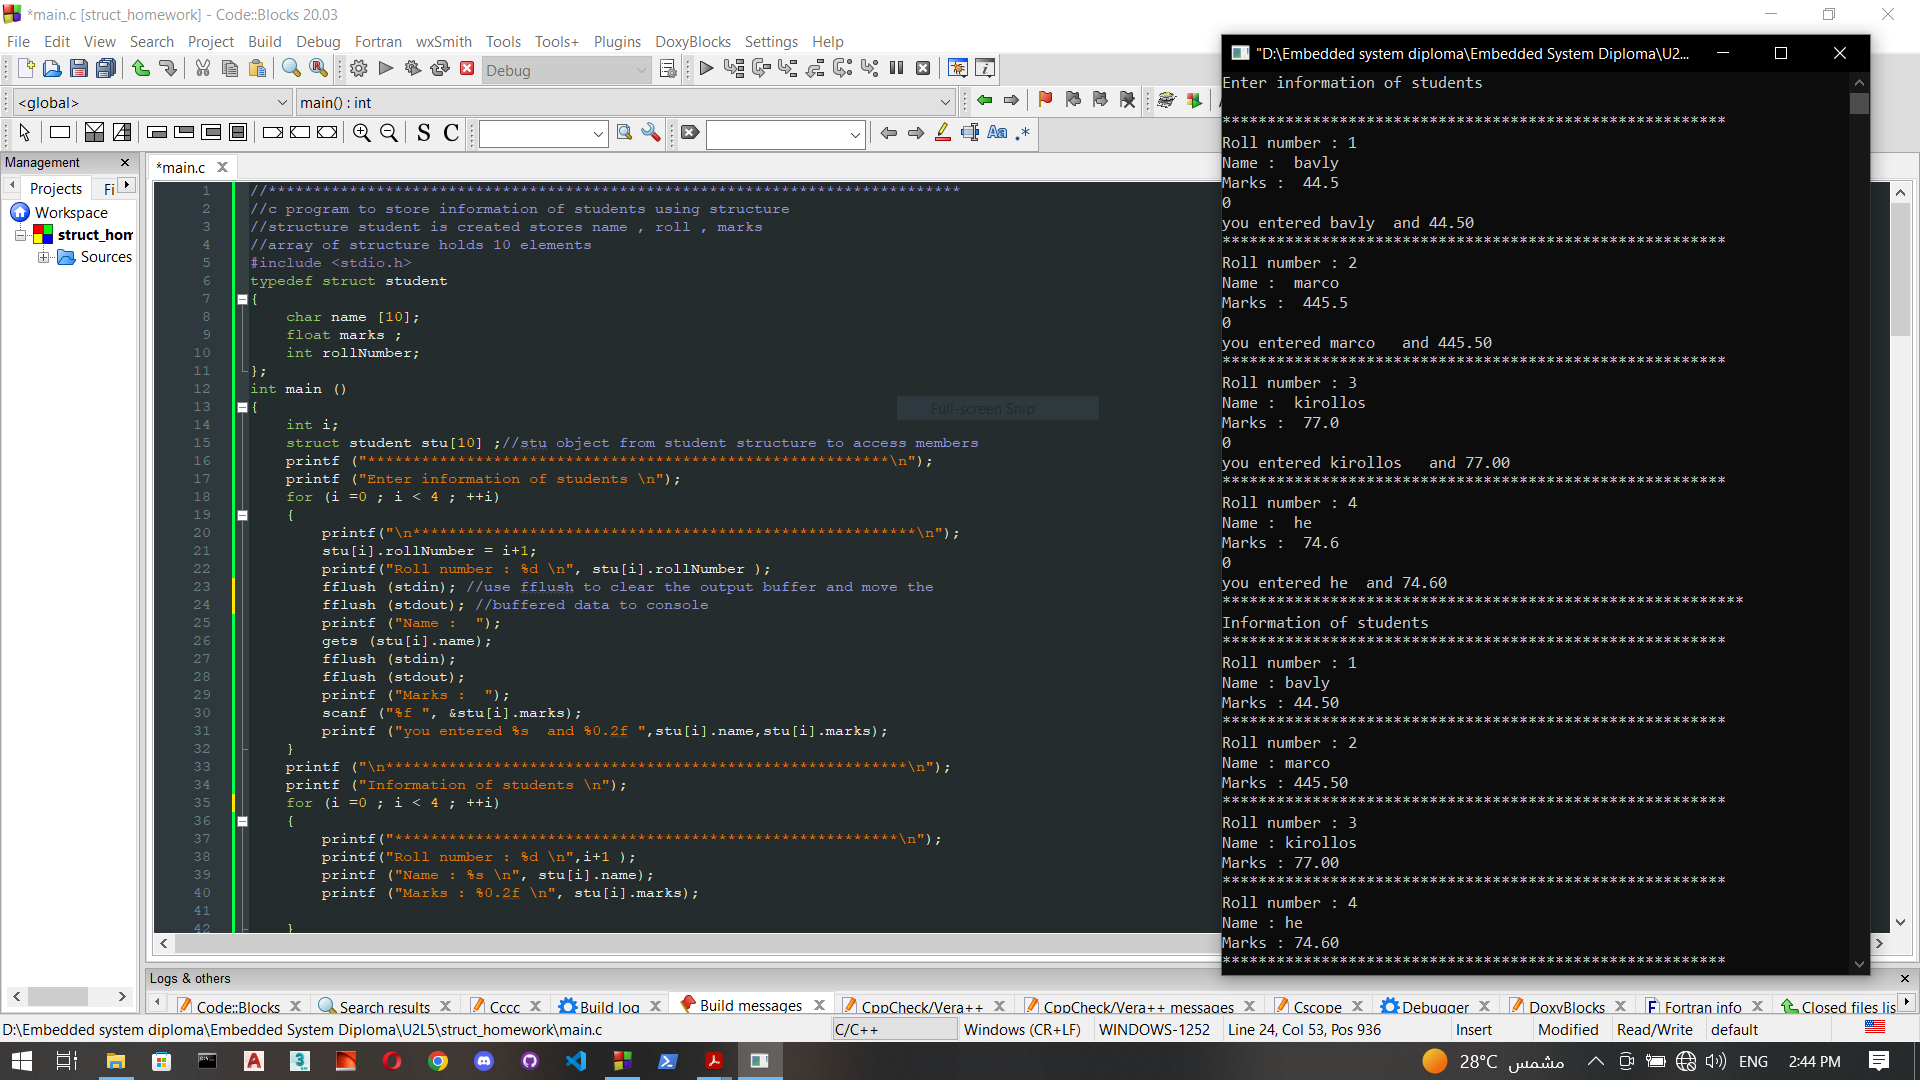 *main.c [struct_homework] - Code::Blocks 20.03
File Edit View Search Project Build Debug Fortran wxSmith Tools Tools+ Plugins DoxyBlocks Settings Help
Debug
<global> main() : int
S C Aa .*
Management
Projects Fi
Workspace
struct_hom
Sources
*main.c
1 //*****************************************************************************
2 //c program to store information of students using structure
3 //structure student is created stores name , roll , marks
4 //array of structure holds 10 elements
5 #include <stdio.h>
6 typedef struct student
7 {
8 char name [10];
9 float marks ;
10 int rollNumber;
11 };
12 int main ()
13 {
14 int i;
15 struct student stu[10] ;//stu object from student structure to access members
16 printf ("**********************************************************\n");
17 printf ("Enter information of students \n");
18 for (i =0 ; i < 4 ; ++i)
19 {
20 printf("\n********************************************************\n");
21 stu[i].rollNumber = i+1;
22 printf("Roll number : %d \n", stu[i].rollNumber );
23 fflush (stdin); //use fflush to clear the output buffer and move the
24 fflush (stdout); //buffered data to console
25 printf ("Name :  ");
26 gets (stu[i].name);
27 fflush (stdin);
28 fflush (stdout);
29 printf ("Marks :  ");
30 scanf ("%f ", &stu[i].marks);
31 printf ("you entered %s  and %0.2f ",stu[i].name,stu[i].marks);
32 }
33 printf ("\n**********************************************************\n");
34 printf ("Information of students \n");
35 for (i =0 ; i < 4 ; ++i)
36 {
37 printf("********************************************************\n");
38 printf("Roll number : %d \n",i+1 );
39 printf ("Name : %s \n", stu[i].name);
40 printf ("Marks : %0.2f \n", stu[i].marks);
41
42 }
Full-screen Snip
"D:\Embedded system diploma\Embedded System Diploma\U2...
Enter information of students
********************************************************
Roll number : 1
Name :  bavly
Marks :  44.5
0
you entered bavly  and 44.50
********************************************************
Roll number : 2
Name :  marco
Marks :  445.5
0
you entered marco   and 445.50
********************************************************
Roll number : 3
Name :  kirollos
Marks :  77.0
0
you entered kirollos   and 77.00
********************************************************
Roll number : 4
Name :  he
Marks :  74.6
0
you entered he  and 74.60
**********************************************************
Information of students
********************************************************
Roll number : 1
Name : bavly
Marks : 44.50
********************************************************
Roll number : 2
Name : marco
Marks : 445.50
********************************************************
Roll number : 3
Name : kirollos
Marks : 77.00
********************************************************
Roll number : 4
Name : he
Marks : 74.60
********************************************************
Logs & others
Code::Blocks Search results Cccc Build log Build messages CppCheck/Vera++ CppCheck/Vera++ messages Cscope Debugger DoxyBlocks Fortran info Closed files lis
D:\Embedded system diploma\Embedded System Diploma\U2L5\struct_homework\main.c C/C++ Windows (CR+LF) WINDOWS-1252 Line 24, Col 53, Pos 936 Insert Modified Read/Write default
28°C مشمس ENG 2:44 PM